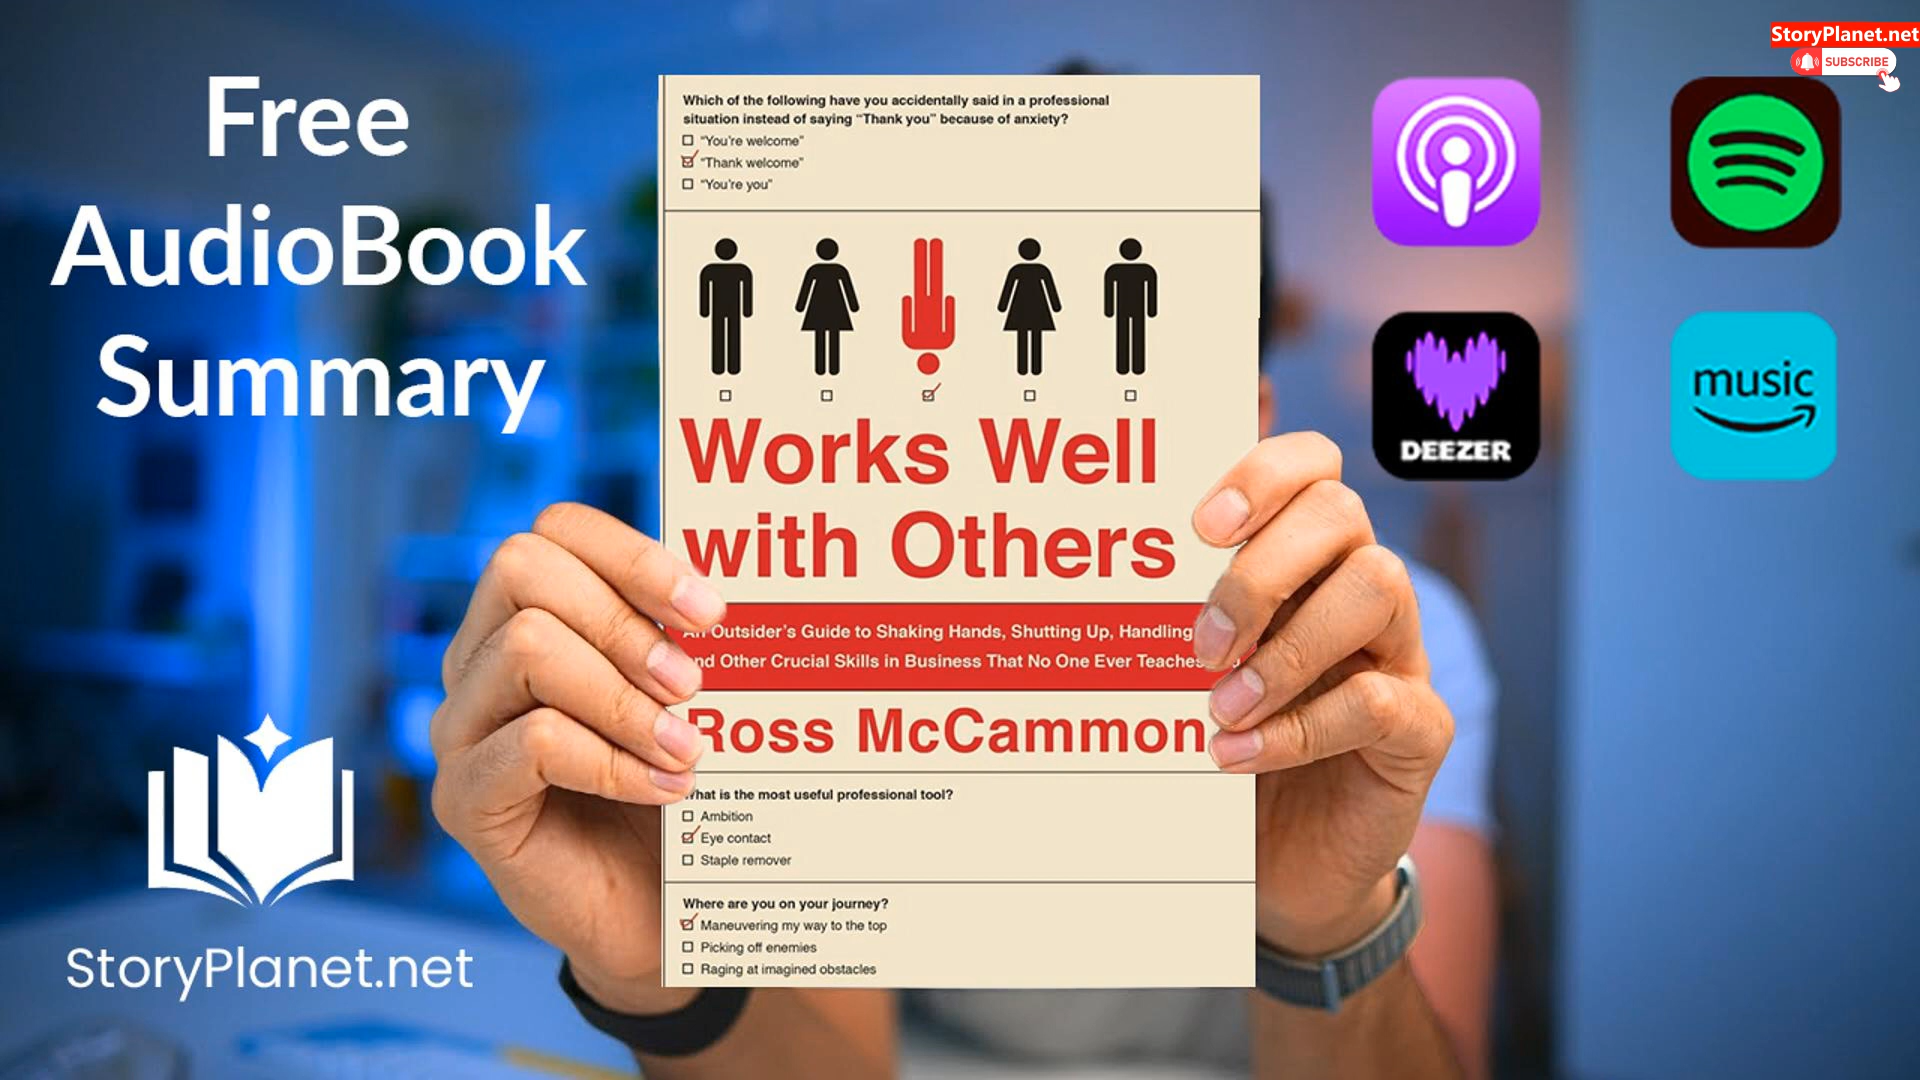 Free
AudioBook
Summary
StoryPlanet.net
Which of the following have you accidentally said in a professional
situation instead of saying “Thank you” because of anxiety?
“You're welcome”
“Thank welcome”
“You're you”
Works Well
with Others
Outsider's Guide to Shaking Hands, Shutting Up, Handling
Other Crucial Skills in Business That No One Ever Teaches
Ross McCammon
What is the most useful professional tool?
Ambition
Eye contact
Staple remover
Where are you on your journey?
Maneuvering my way to the top
Picking off enemies
Raging at imagined obstacles
StoryPlanet.net
SUBSCRIBE
DEEZER
music